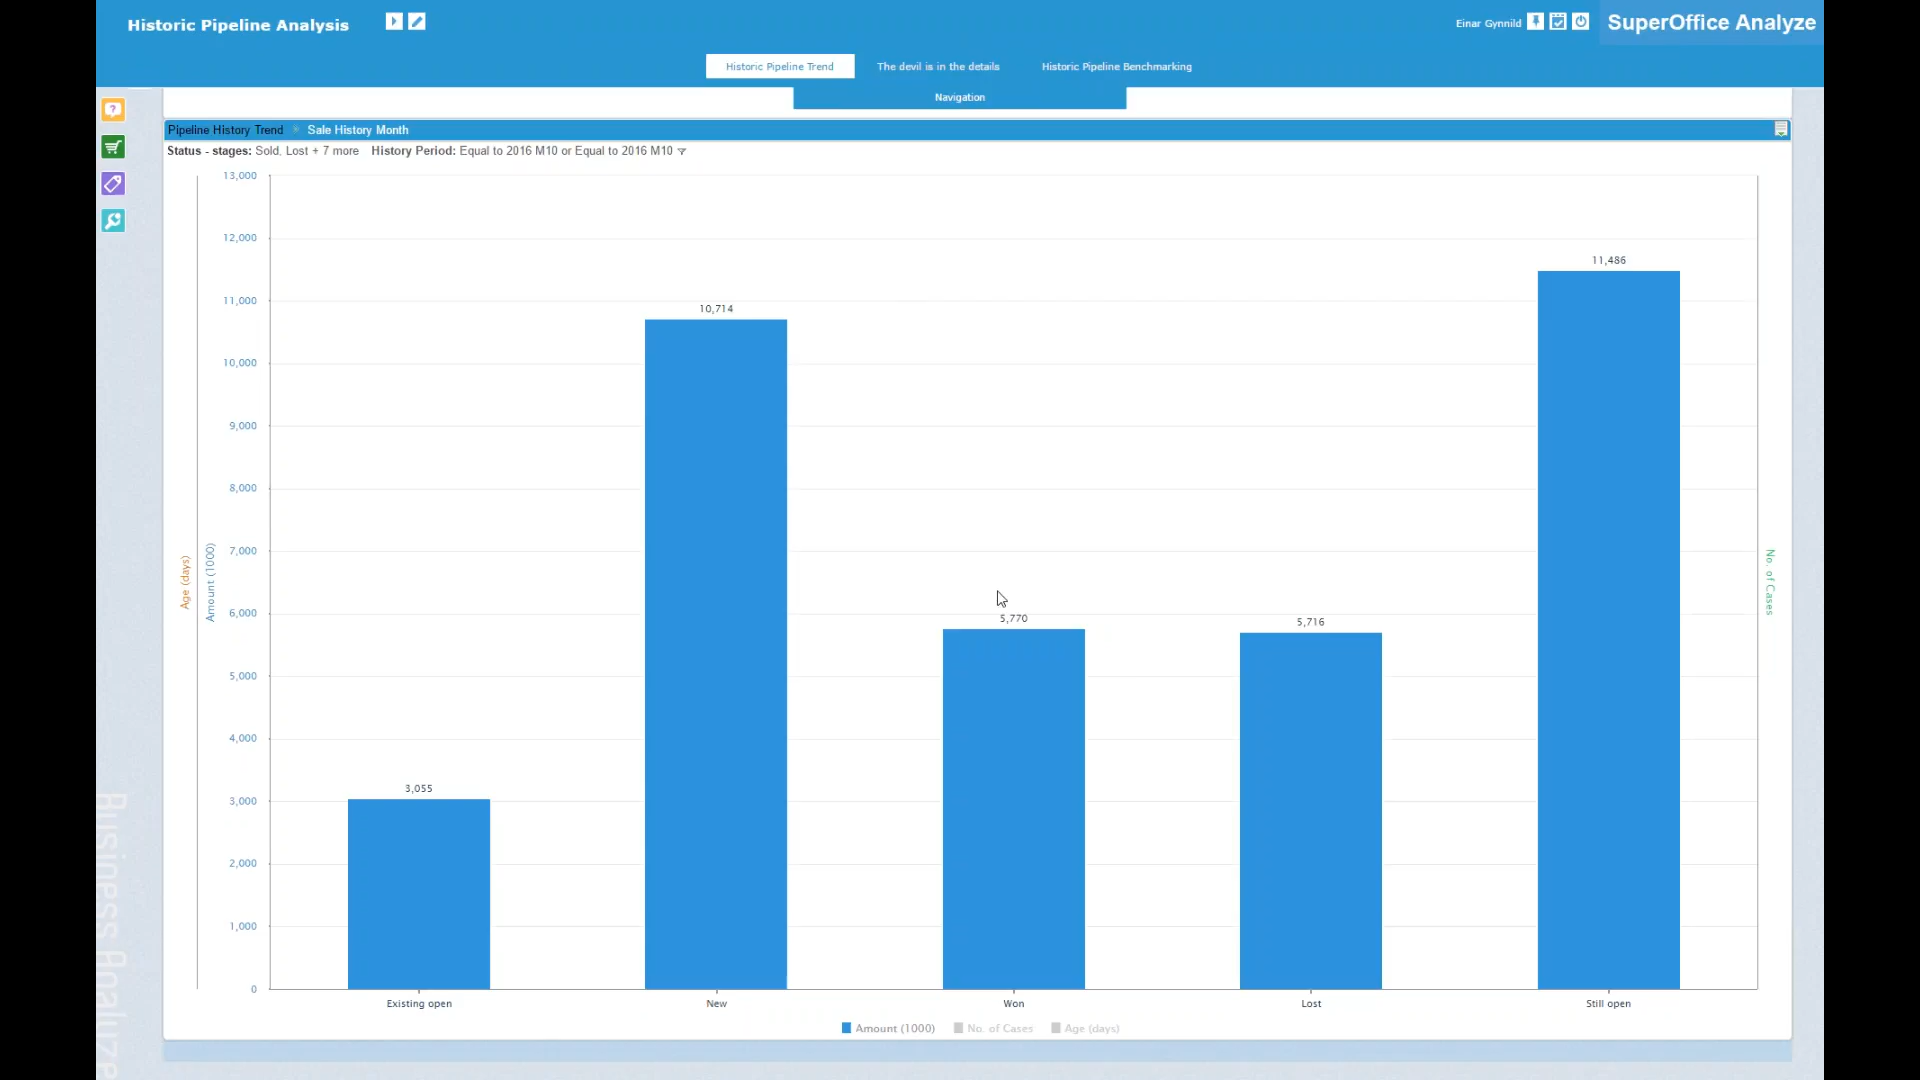 Historic Pipeline Analysis
Einar Gynnild
SuperOffice Analyze
Historic Pipeline Trend
The devil is in the details
Historic Pipeline Benchmarking
Navigation
Pipeline History Trend » Sale History Month
Status - stages: Sold, Lost + 7 more History Period: Equal to 2016 M10 or Equal to 2016 M10
13,000
12,000
11,000
10,000
9,000
8,000
7,000
6,000
5,000
4,000
3,000
2,000
1,000
0
Age (days)
Amount (1000)
3,055
10,714
5,770
5,716
11,486
No. of Cases
Existing open
New
Won
Lost
Still open
Amount (1000)
No. of Cases
Age (days)
Business Analyze